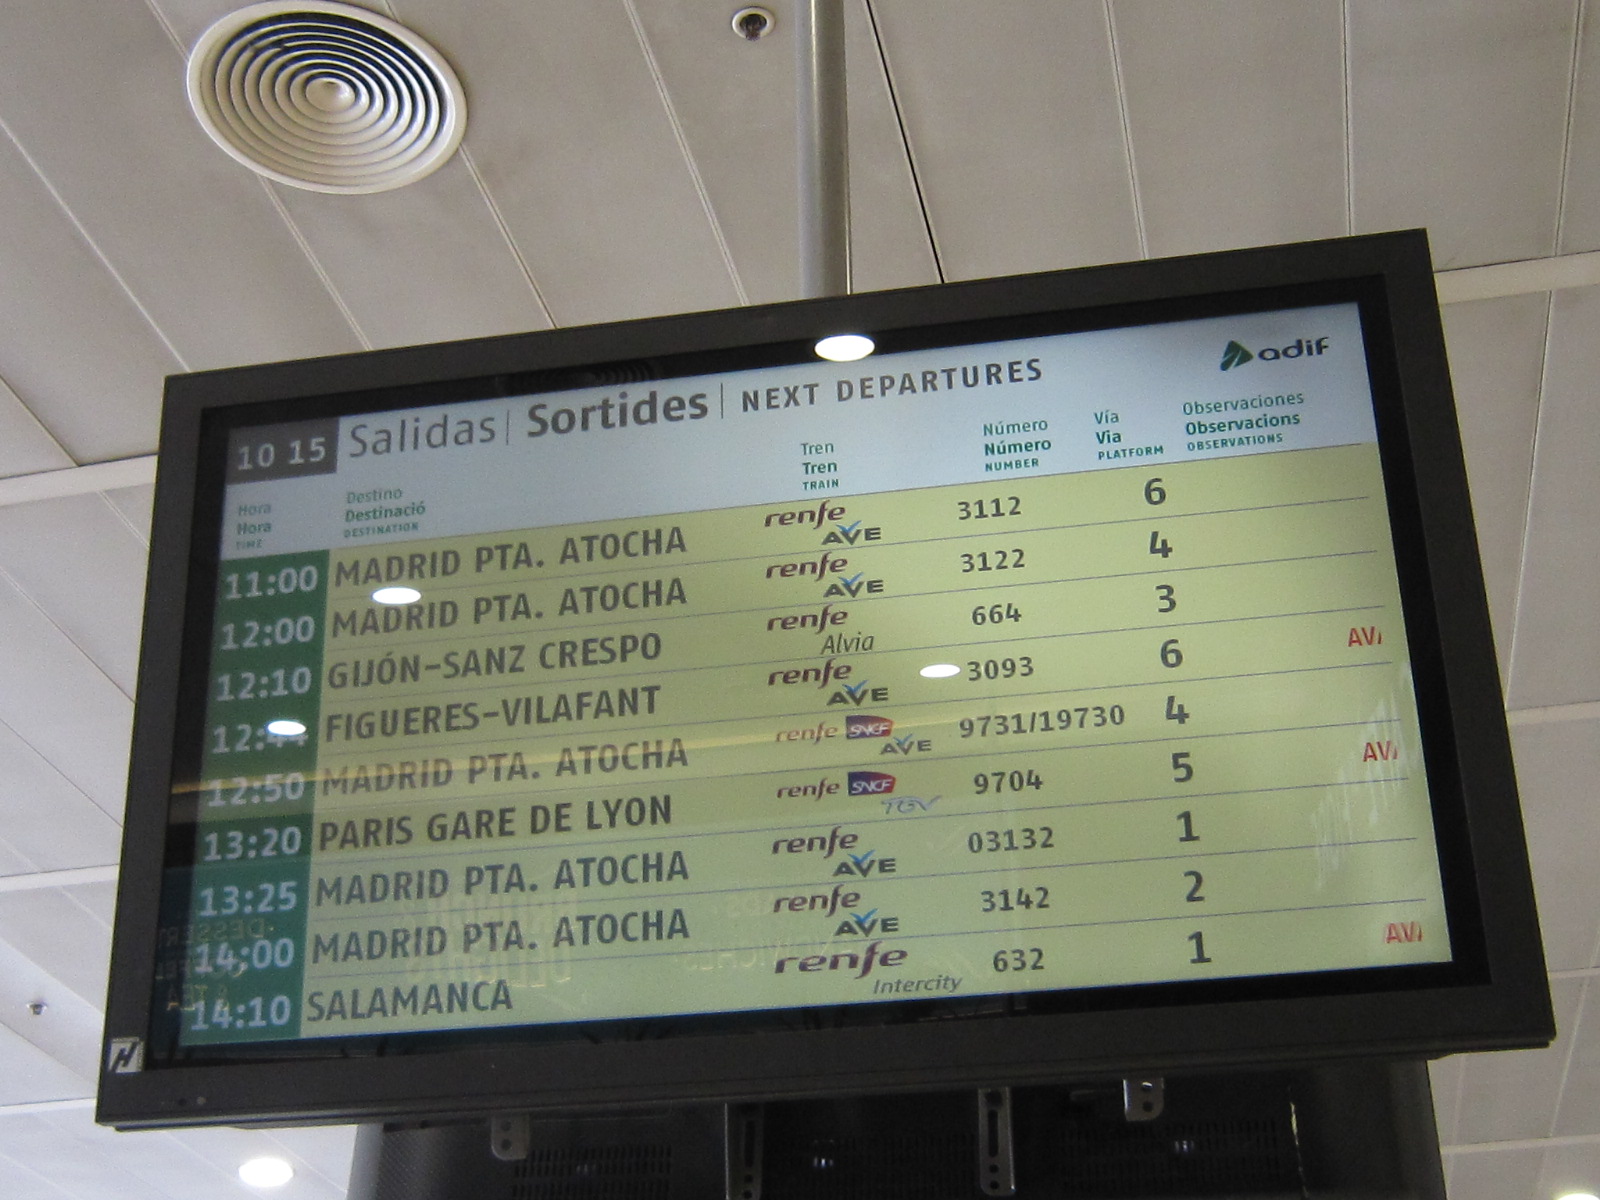 10 15 Salidas | Sortides | NEXT DEPARTURES adif
Hora Destino Tren Número Vía Observaciones
Hora Destinació Tren Número Via Observacions
TIME DESTINATION TRAIN NUMBER PLATFORM OBSERVATIONS
11:00 MADRID PTA. ATOCHA renfe AVE 3112 6
12:00 MADRID PTA. ATOCHA renfe AVE 3122 4
12:10 GIJÓN-SANZ CRESPO renfe Alvia 664 3
FIGUERES-VILAFANT renfe AVE 3093 6 AV
12:50 MADRID PTA. ATOCHA renfe SNCF AVE 9731/19730 4
13:20 PARIS GARE DE LYON renfe SNCF TGV 9704 5 AV
13:25 MADRID PTA. ATOCHA renfe AVE 03132 1
14:00 MADRID PTA. ATOCHA renfe AVE 3142 2
14:10 SALAMANCA renfe Intercity 632 1 AV